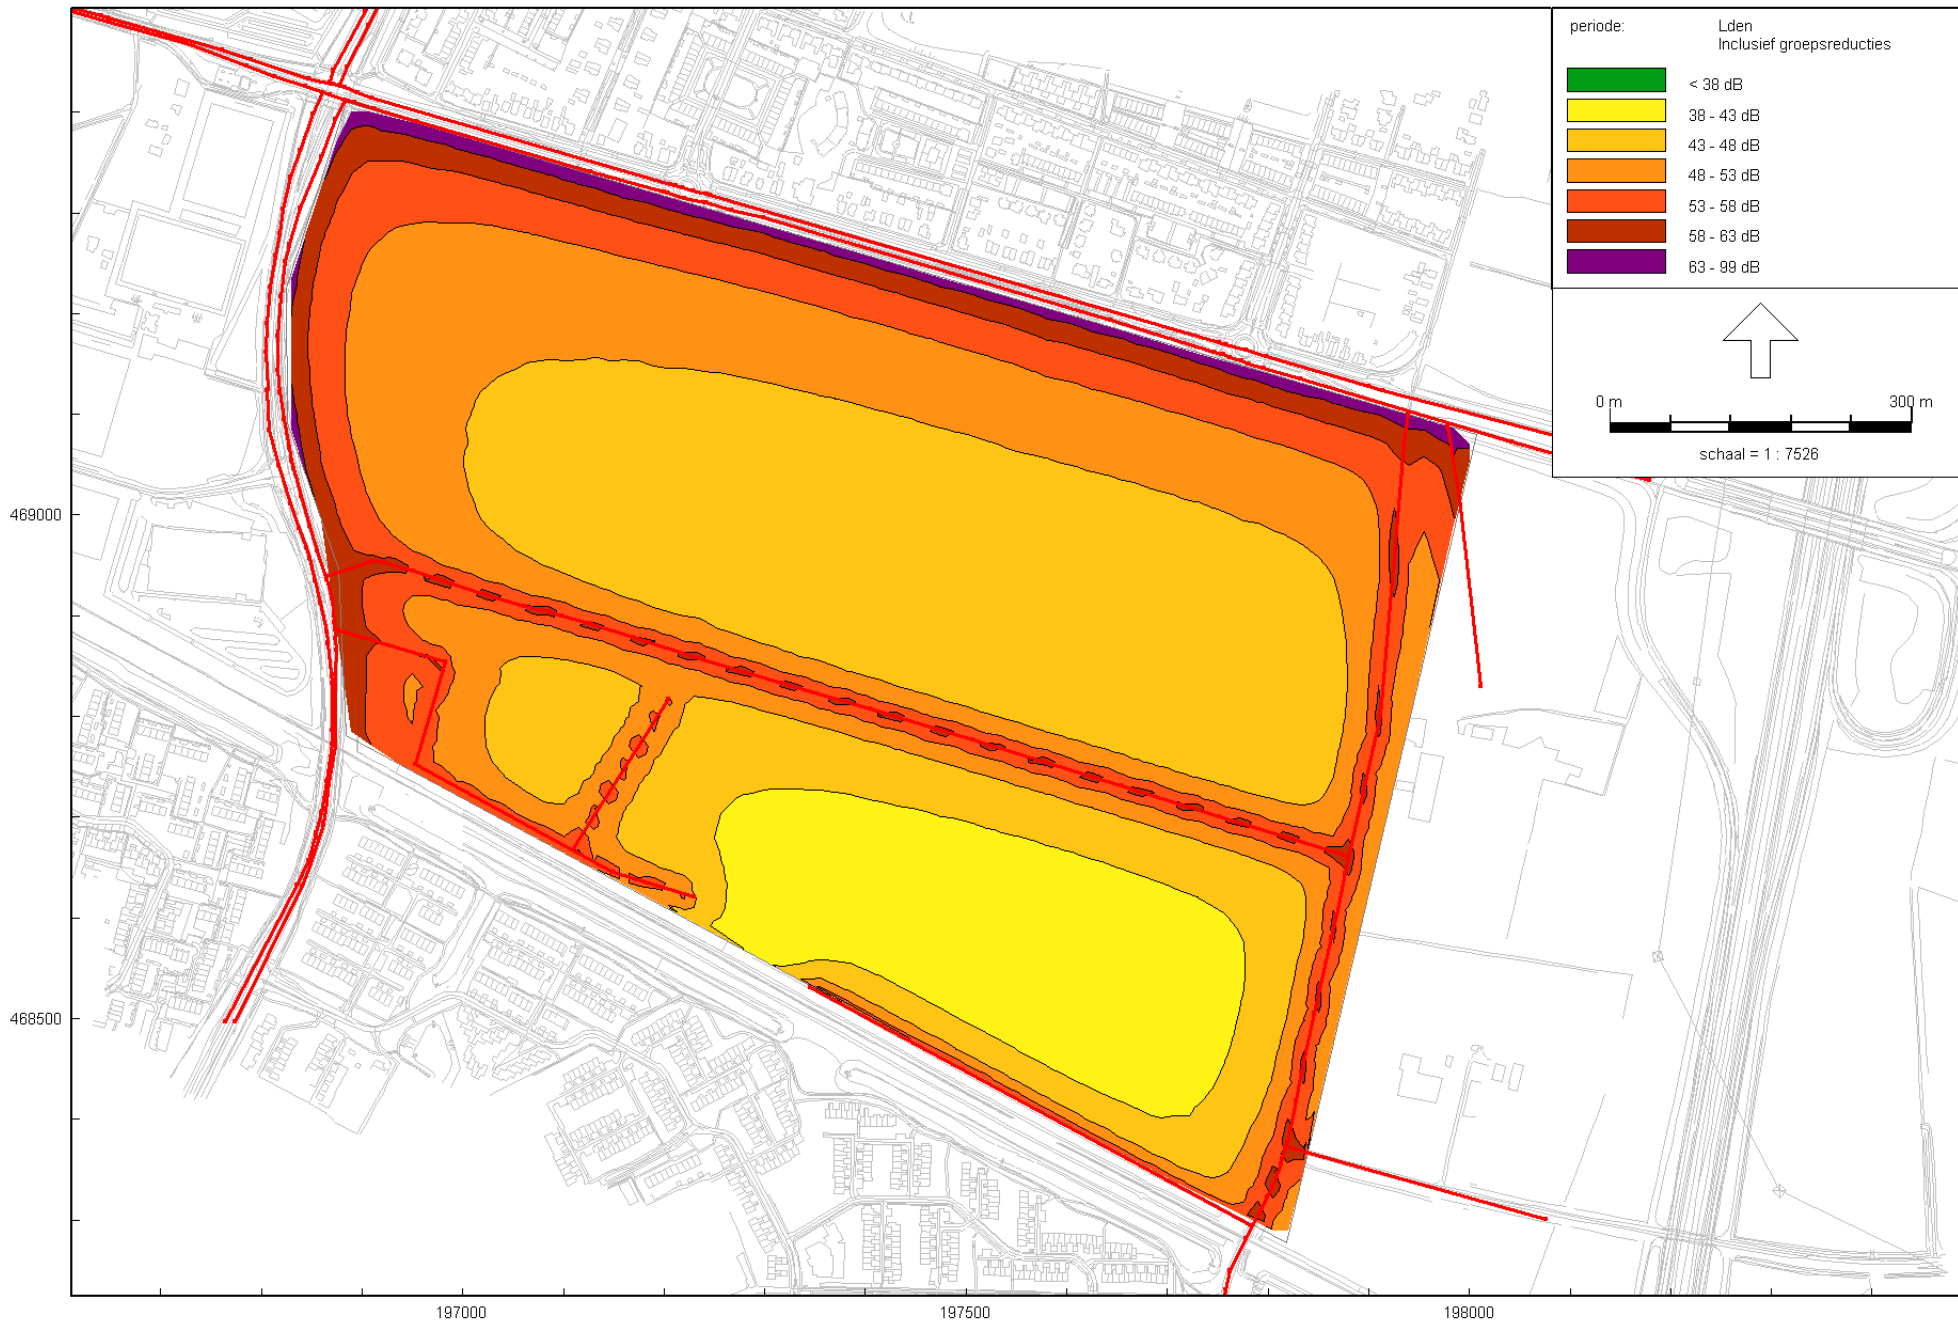 periode: Lden
Inclusief groepsreducties
< 38 dB
38 - 43 dB
43 - 48 dB
48 - 53 dB
53 - 58 dB
58 - 63 dB
63 - 99 dB
0 m 300 m
schaal = 1 : 7526
469000
468500
197000 197500 198000